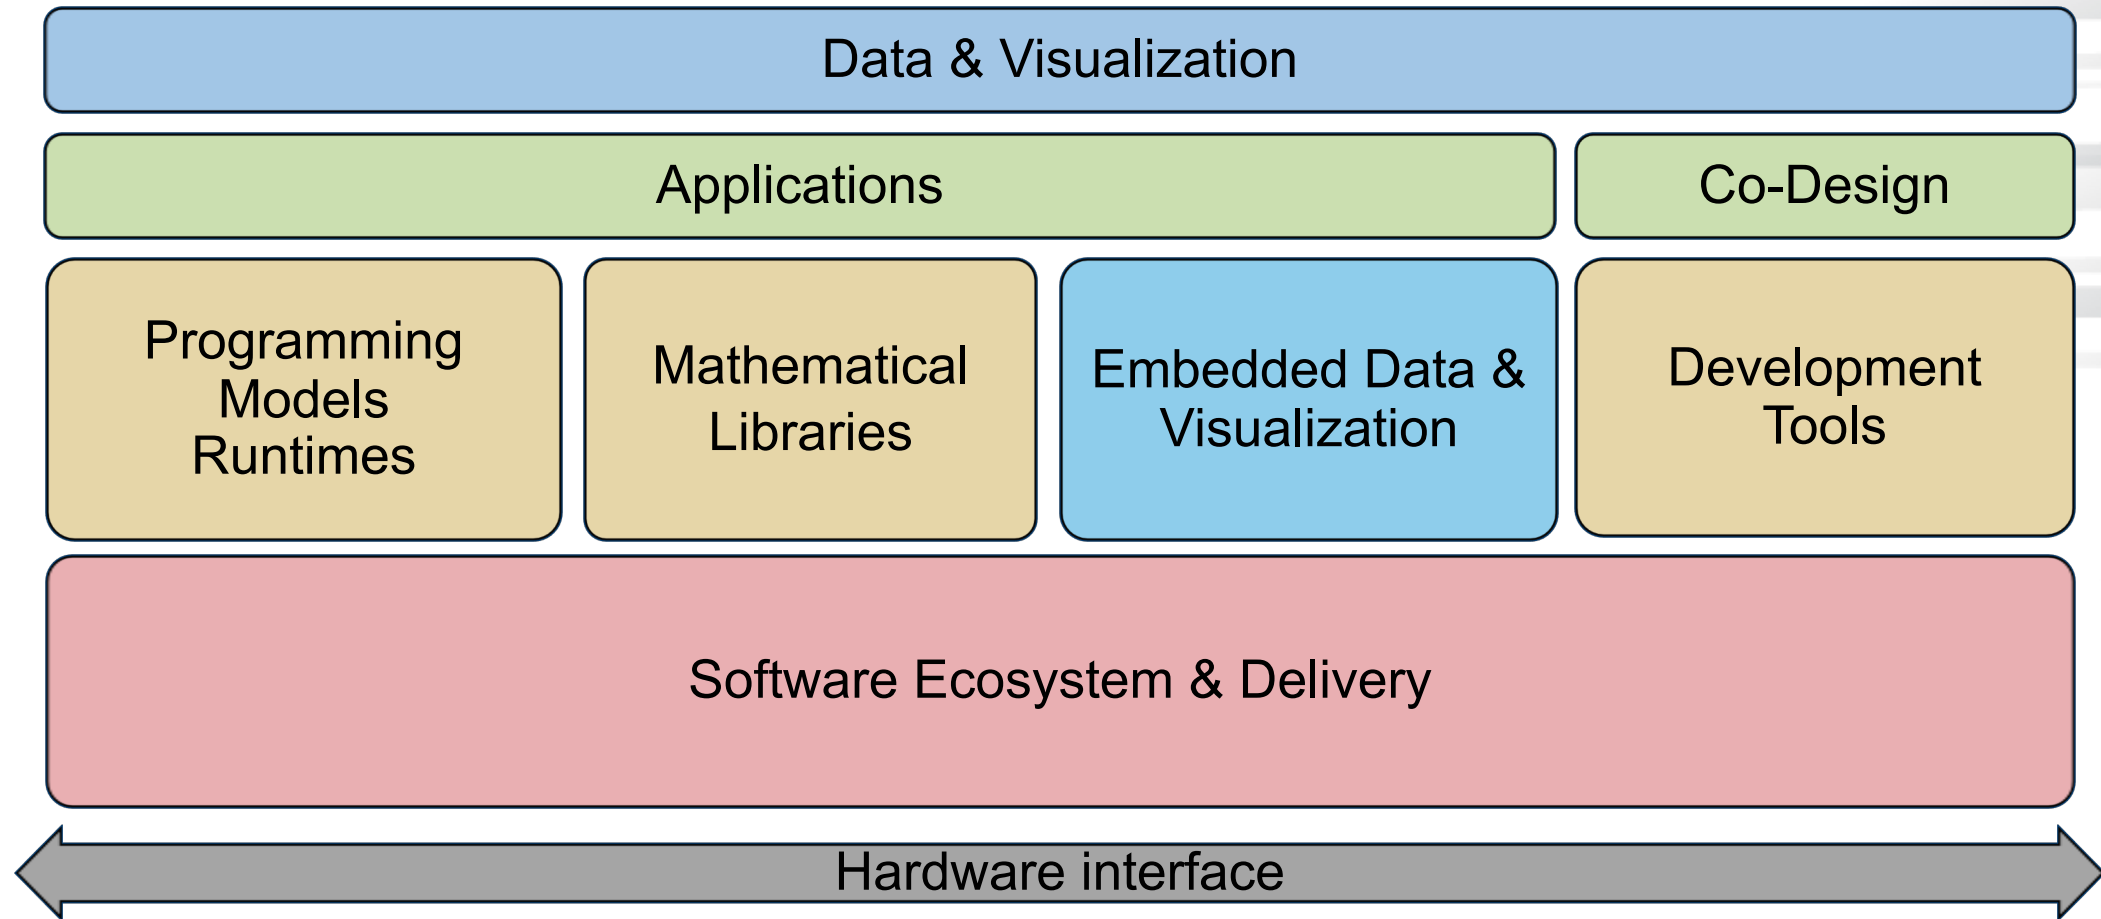 Data & Visualization
Applications
Co-Design
Programming
Models
Runtimes
Mathematical
Libraries
Embedded Data &
Visualization
Development
Tools
Software Ecosystem & Delivery
Hardware interface